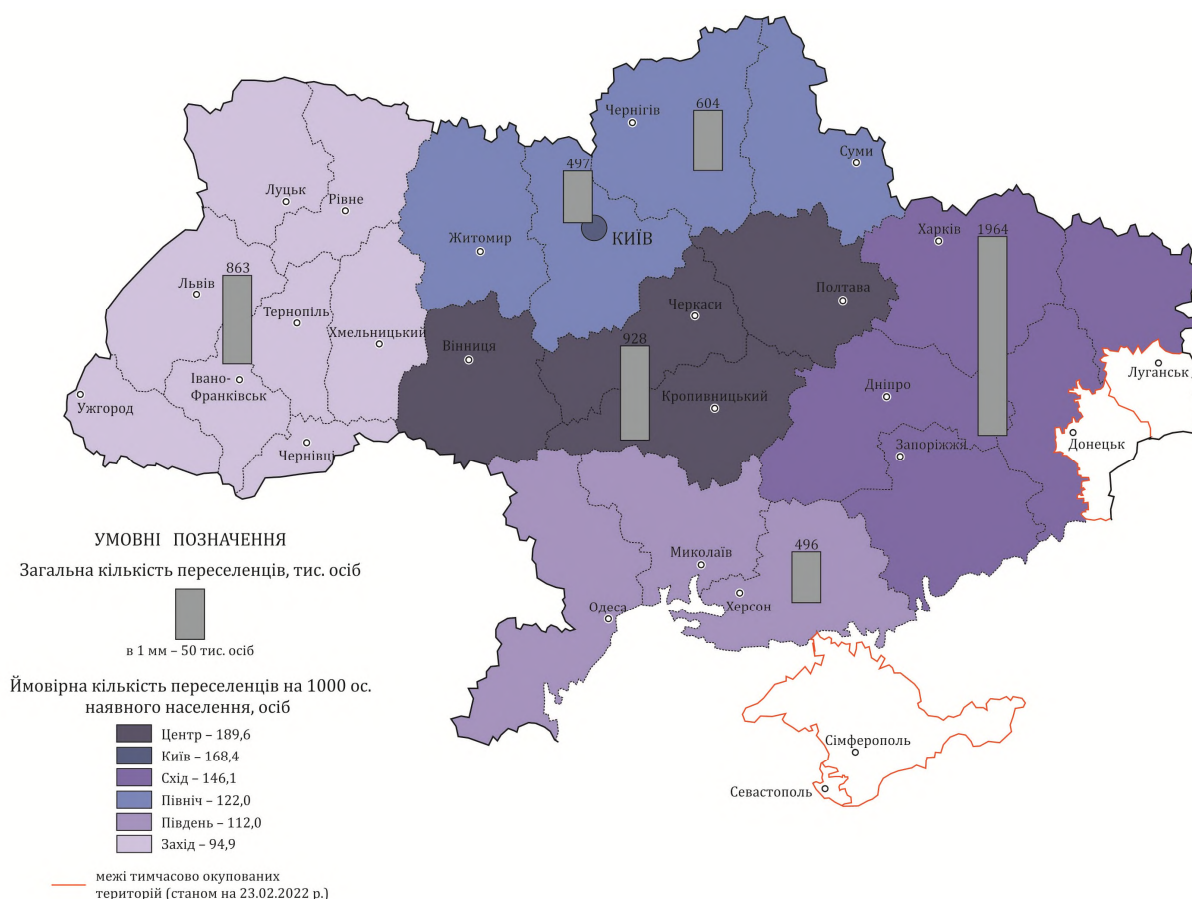 604
Чернігів
497
Суми
Луцьк
Рівне
Харків
1964
КИЇВ
Житомир
863
Львів
Полтава
Черкаси
Тернопіль
Хмельницький
928
Вінниця
Луганськ
Івано-
Франківськ
Дніпро
Кропивницький
Ужгород
Донецьк
Запоріжжя
Чернівці
УМОВНІ ПОЗНАЧЕННЯ
Загальна кількість переселенців, тис. осіб
в 1 мм – 50 тис. осіб
496
Миколаїв
Херсон
Одеса
Ймовірна кількість переселенців на 1000 ос.
наявного населення, осіб
Центр – 189,6
Київ – 168,4
Схід – 146,1
Північ – 122,0
Південь – 112,0
Захід – 94,9
Сімферополь
Севастополь
межі тимчасово окупованих
територій (станом на 23.02.2022 р.)